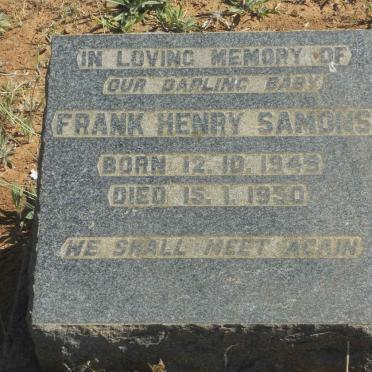 IN LOVING MEMORY OF
OUR DARLING BABY
FRANK HENRY SAMONS
BORN 12.10.1949
DIED 15.1.1950
WE SHALL MEET AGAIN